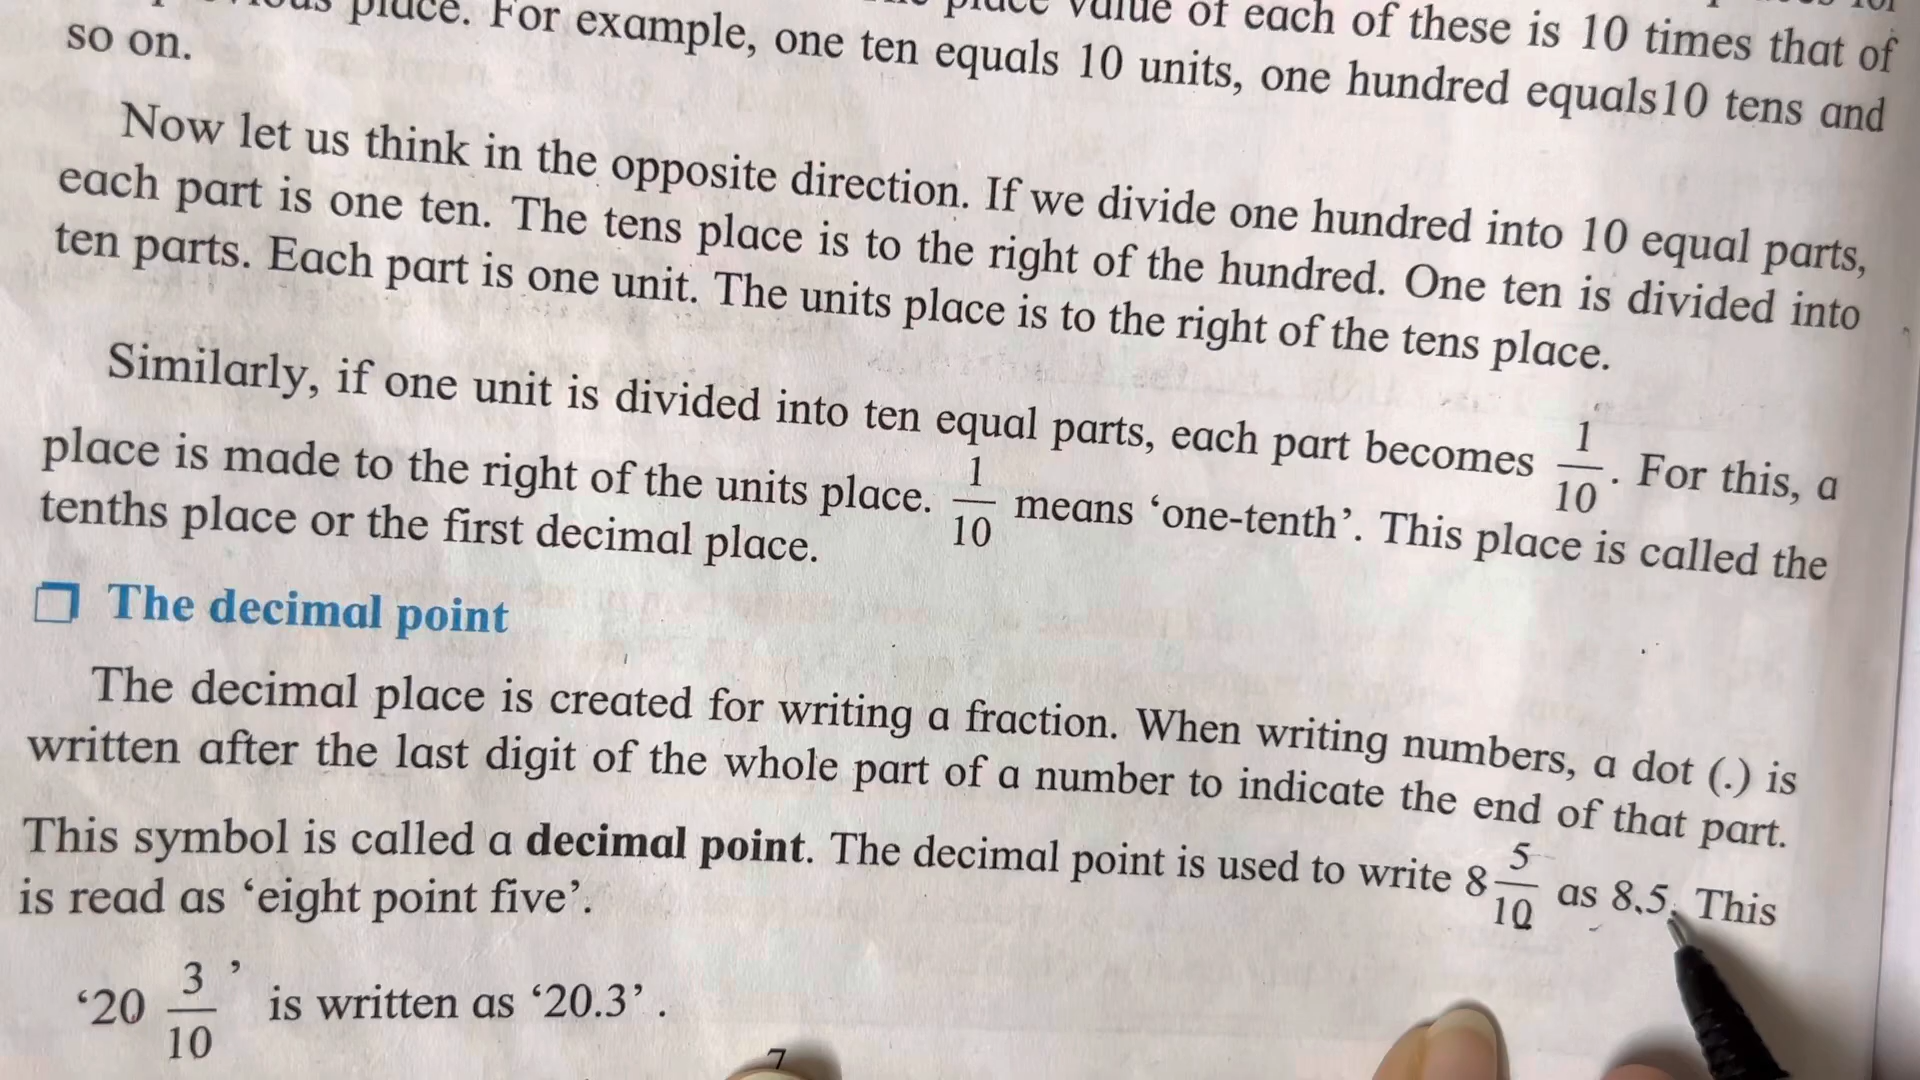 place. For example, one ten equals 10 units, one hundred equals10 tens and
place value of each of these is 10 times that of
so on.
Now let us think in the opposite direction. If we divide one hundred into 10 equal parts,
each part is one ten. The tens place is to the right of the hundred. One ten is divided into
ten parts. Each part is one unit. The units place is to the right of the tens place.
Similarly, if one unit is divided into ten equal parts, each part becomes 1/10. For this, a
place is made to the right of the units place. 1/10 means ‘one-tenth’. This place is called the
tenths place or the first decimal place.
The decimal point
The decimal place is created for writing a fraction. When writing numbers, a dot (.) is
written after the last digit of the whole part of a number to indicate the end of that part.
This symbol is called a decimal point. The decimal point is used to write 8 5/10 as 8.5. This
is read as ‘eight point five’.
‘20 3/10’ is written as ‘20.3’.